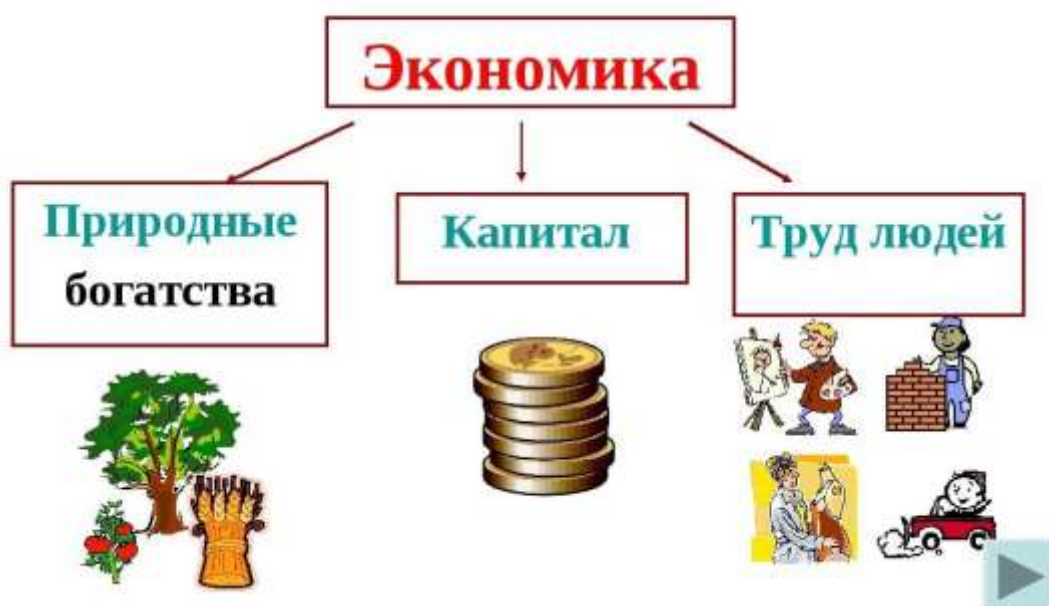 Экономика
Природные
богатства
Капитал
Труд людей